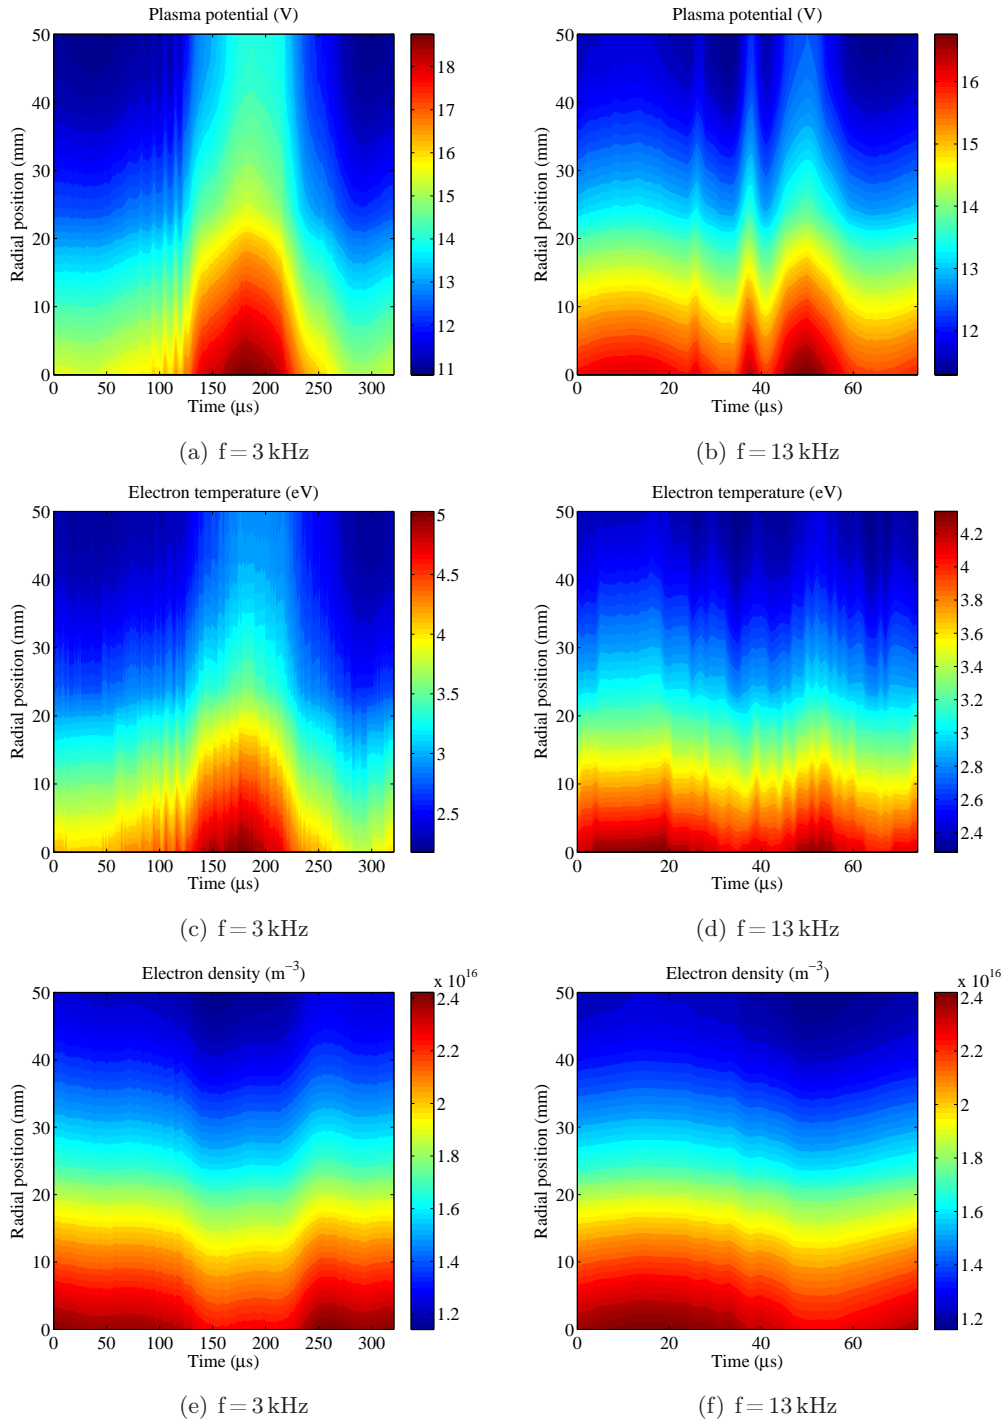 Plasma potential (V)
50
40
30
20
10
0
Radial position (mm)
0 50 100 150 200 250 300
Time (μs)
18
17
16
15
14
13
12
11
(a) f = 3 kHz
Plasma potential (V)
50
40
30
20
10
0
Radial position (mm)
0 20 40 60
Time (μs)
16
15
14
13
12
(b) f = 13 kHz
Electron temperature (eV)
50
40
30
20
10
0
Radial position (mm)
0 50 100 150 200 250 300
Time (μs)
5
4.5
4
3.5
3
2.5
(c) f = 3 kHz
Electron temperature (eV)
50
40
30
20
10
0
Radial position (mm)
0 20 40 60
Time (μs)
4.2
4
3.8
3.6
3.4
3.2
3
2.8
2.6
2.4
(d) f = 13 kHz
Electron density (m⁻³)
50
40
30
20
10
0
Radial position (mm)
0 50 100 150 200 250 300
Time (μs)
x 10¹⁶
2.4
2.2
2
1.8
1.6
1.4
1.2
(e) f = 3 kHz
Electron density (m⁻³)
50
40
30
20
10
0
Radial position (mm)
0 20 40 60
Time (μs)
x 10¹⁶
2.4
2.2
2
1.8
1.6
1.4
1.2
(f) f = 13 kHz